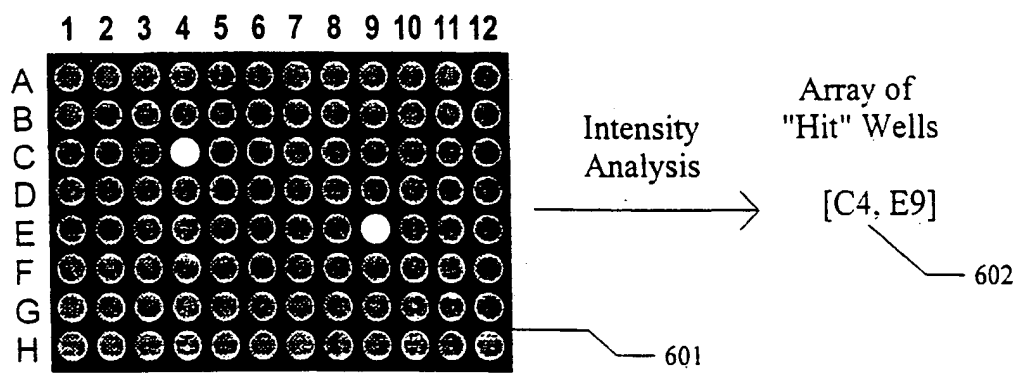 1 2 3 4 5 6 7 8 9 10 11 12
A
B
C
D
E
F
G
H
Intensity
Analysis
Array of
"Hit" Wells
[C4, E9]
602
601